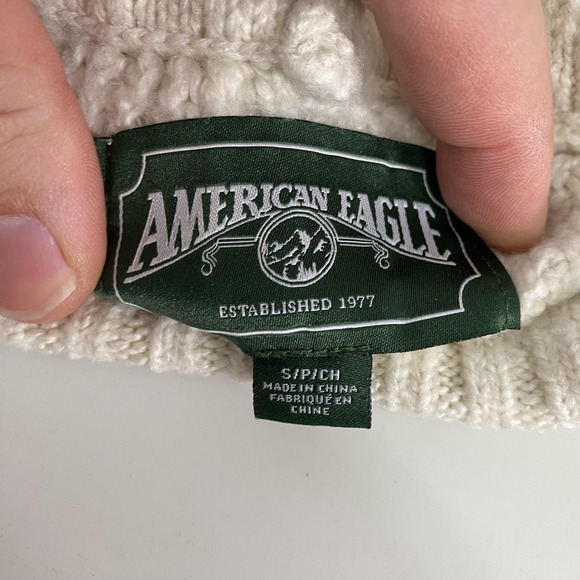 AMERICAN EAGLE
ESTABLISHED 1977
S/P/CH
MADE IN CHINA
FABRIQUÉ EN
CHINE